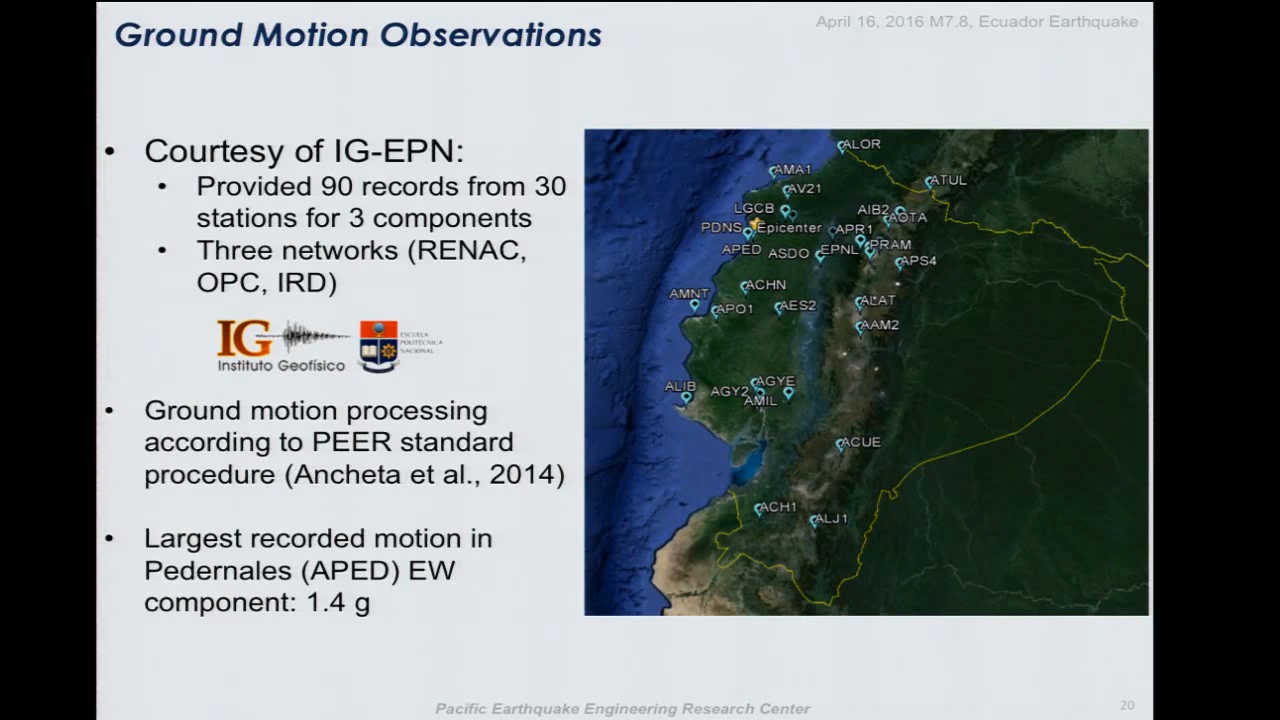 Ground Motion Observations
April 16, 2016 M7.8, Ecuador Earthquake
• Courtesy of IG-EPN:
• Provided 90 records from 30
stations for 3 components
• Three networks (RENAC,
OPC, IRD)
IG
Instituto Geofísico
ESCUELA
POLITÉCNICA
NACIONAL
• Ground motion processing
according to PEER standard
procedure (Ancheta et al., 2014)
• Largest recorded motion in
Pedernales (APED) EW
component: 1.4 g
ALOR
AMA1
ATUL
AV21
LGCB
AIB2
AOTA
PDNS
Epicenter
APR1
APED
ASDO
EPNL
PRAM
APS4
ACHN
AMNT
APO1
AES2
ALAT
AAM2
ALIB
AGY2
AGYE
AMIL
ACUE
ACH1
ALJ1
Pacific Earthquake Engineering Research Center
20